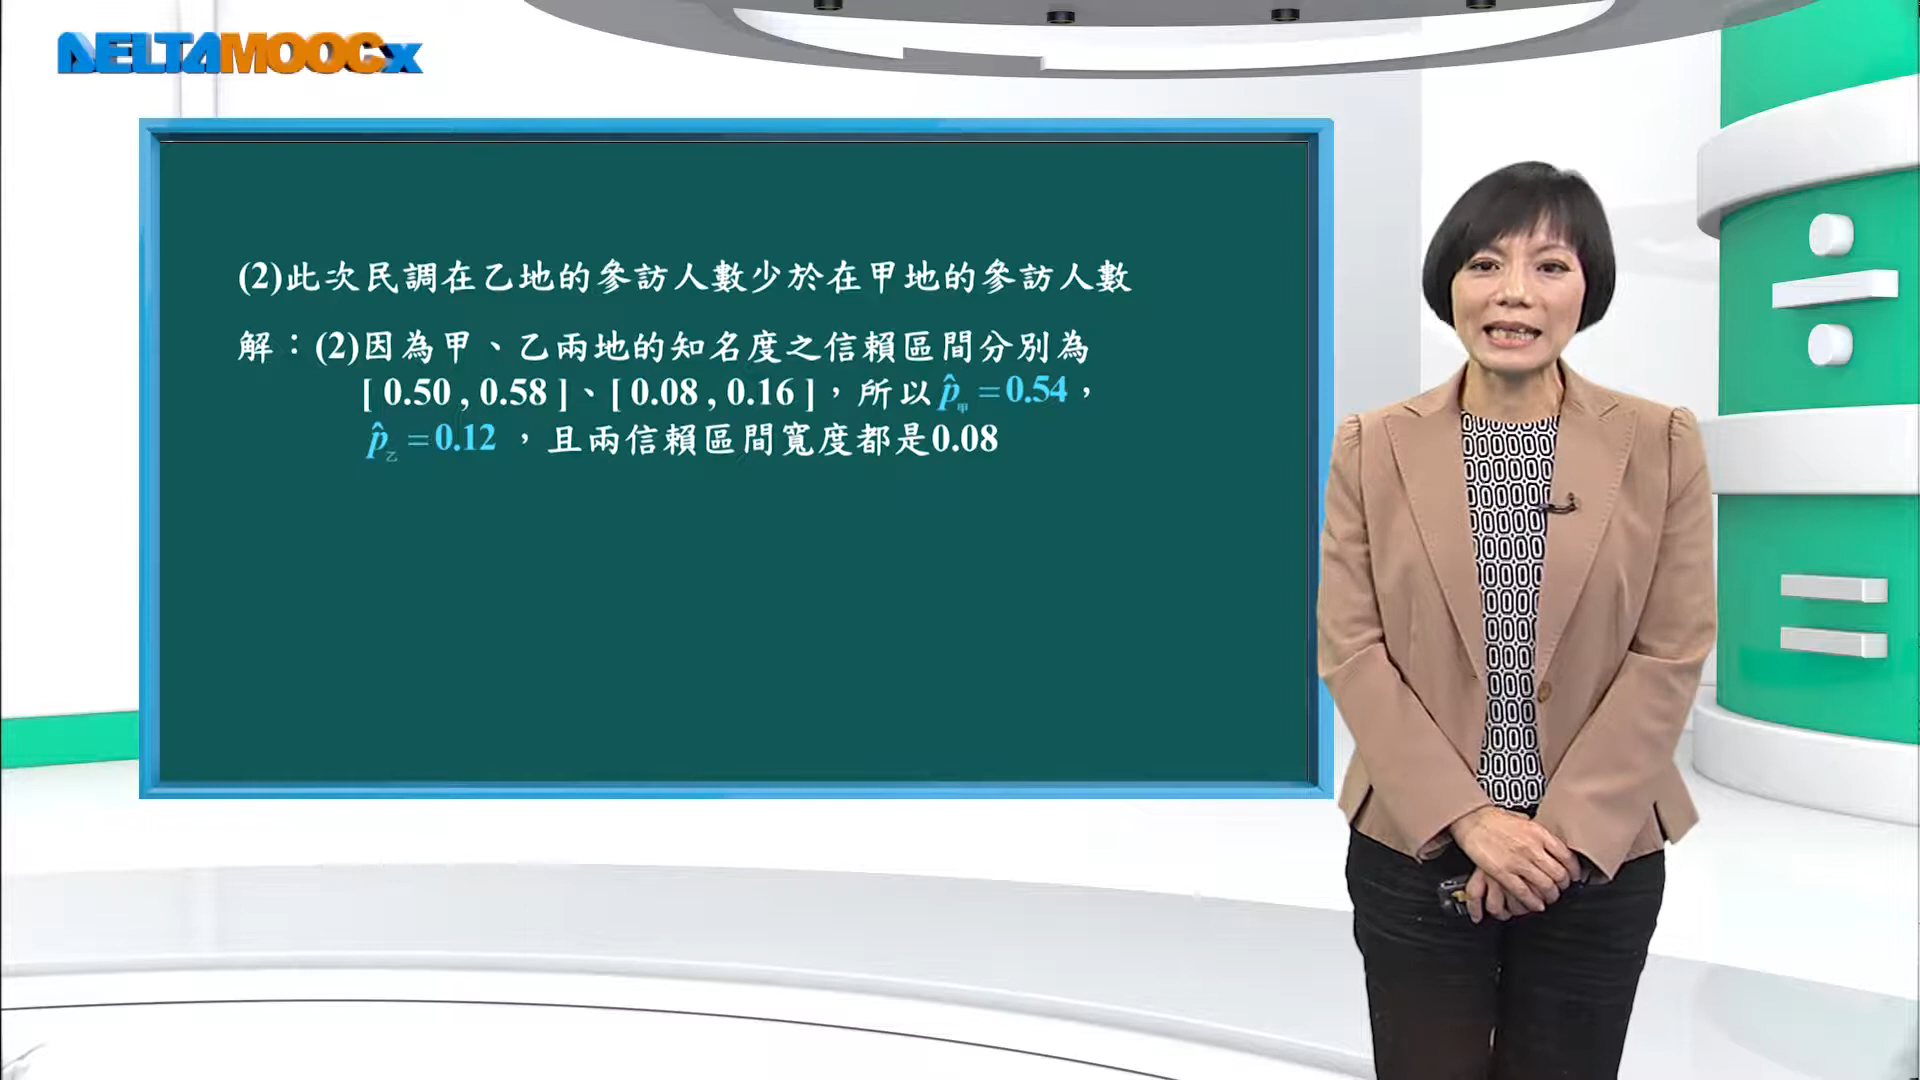 DELTAMOOCx
(2)此次民調在乙地的參訪人數少於在甲地的參訪人數
解：(2)因為甲、乙兩地的知名度之信賴區間分別為
[ 0.50 , 0.58 ]、[ 0.08 , 0.16 ]，所以 p̂甲 = 0.54，
p̂乙 = 0.12 ，且兩信賴區間寬度都是0.08